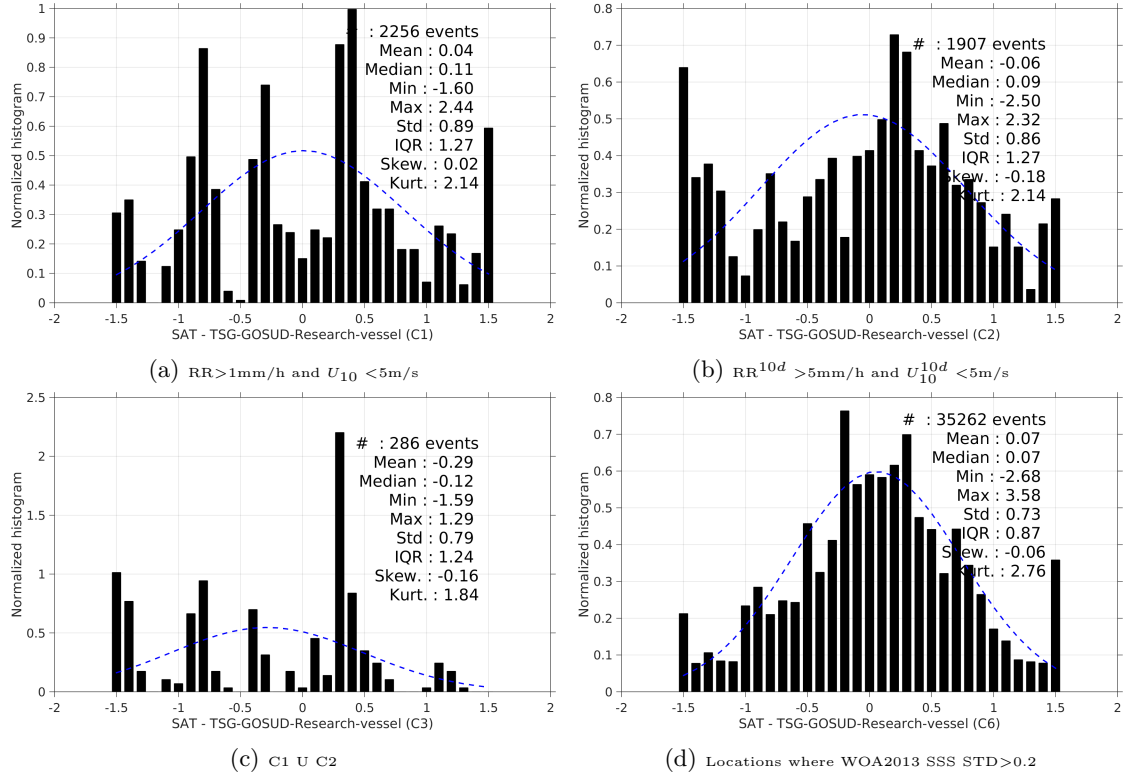 1
0.9
0.8
0.7
0.6
0.5
0.4
0.3
0.2
0.1
0
Normalized histogram
# : 2256 events
Mean : 0.04
Median : 0.11
Min : -1.60
Max : 2.44
Std : 0.89
IQR : 1.27
Skew. : 0.02
Kurt. : 2.14
-2 -1.5 -1 -0.5 0 0.5 1 1.5 2
SAT - TSG-GOSUD-Research-vessel (C1)
(a) RR>1mm/h and U10 <5m/s
0.8
0.7
0.6
0.5
0.4
0.3
0.2
0.1
0
Normalized histogram
# : 1907 events
Mean : -0.06
Median : 0.09
Min : -2.50
Max : 2.32
Std : 0.86
IQR : 1.27
Skew. : -0.18
Kurt. : 2.14
-2 -1.5 -1 -0.5 0 0.5 1 1.5 2
SAT - TSG-GOSUD-Research-vessel (C2)
(b) RR10d >5mm/h and U10d10 <5m/s
2.5
2
1.5
1
0.5
0
Normalized histogram
# : 286 events
Mean : -0.29
Median : -0.12
Min : -1.59
Max : 1.29
Std : 0.79
IQR : 1.24
Skew. : -0.16
Kurt. : 1.84
-2 -1.5 -1 -0.5 0 0.5 1 1.5 2
SAT - TSG-GOSUD-Research-vessel (C3)
(c) C1 U C2
0.8
0.7
0.6
0.5
0.4
0.3
0.2
0.1
0
Normalized histogram
# : 35262 events
Mean : 0.07
Median : 0.07
Min : -2.68
Max : 3.58
Std : 0.73
IQR : 0.87
Skew. : -0.06
Kurt. : 2.76
-2 -1.5 -1 -0.5 0 0.5 1 1.5 2
SAT - TSG-GOSUD-Research-vessel (C6)
(d) Locations where WOA2013 SSS STD>0.2